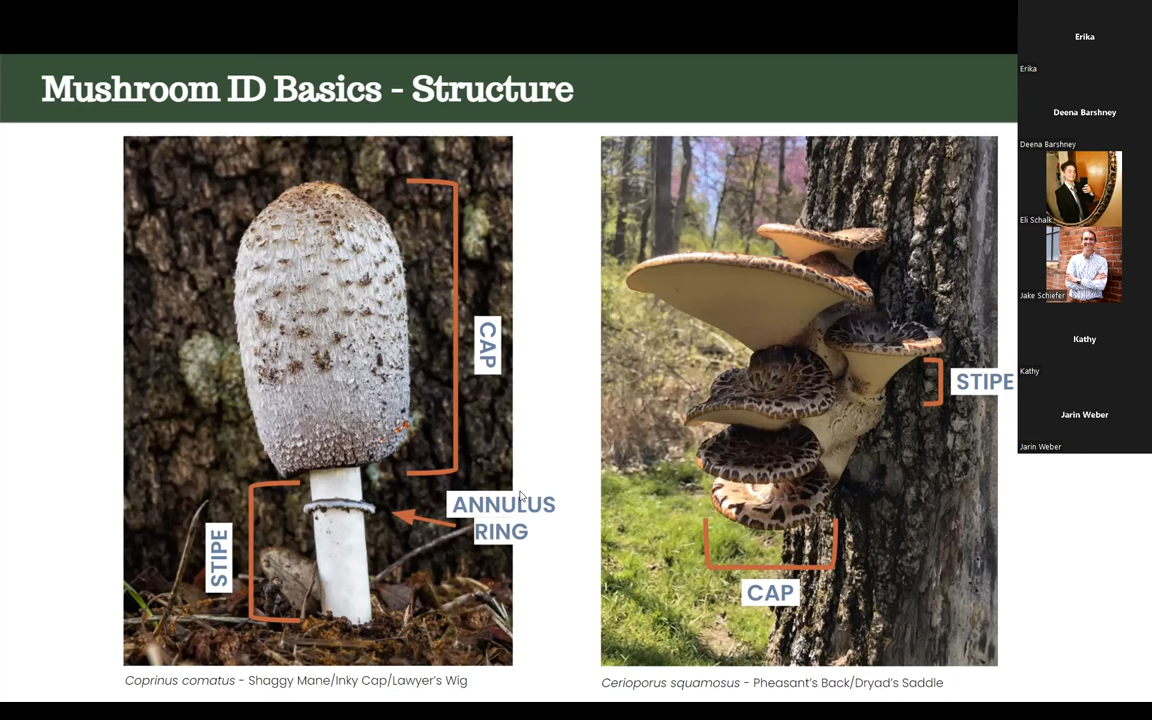 Mushroom ID Basics - Structure
CAP
STIPE
ANNULUS
RING
Coprinus comatus - Shaggy Mane/Inky Cap/Lawyer's Wig
STIPE
CAP
Cerioporus squamosus - Pheasant's Back/Dryad's Saddle
Erika
Erika
Deena Barshney
Deena Barshney
Eli Schalk
Jake Schiefer
Kathy
Kathy
Jarin Weber
Jarin Weber